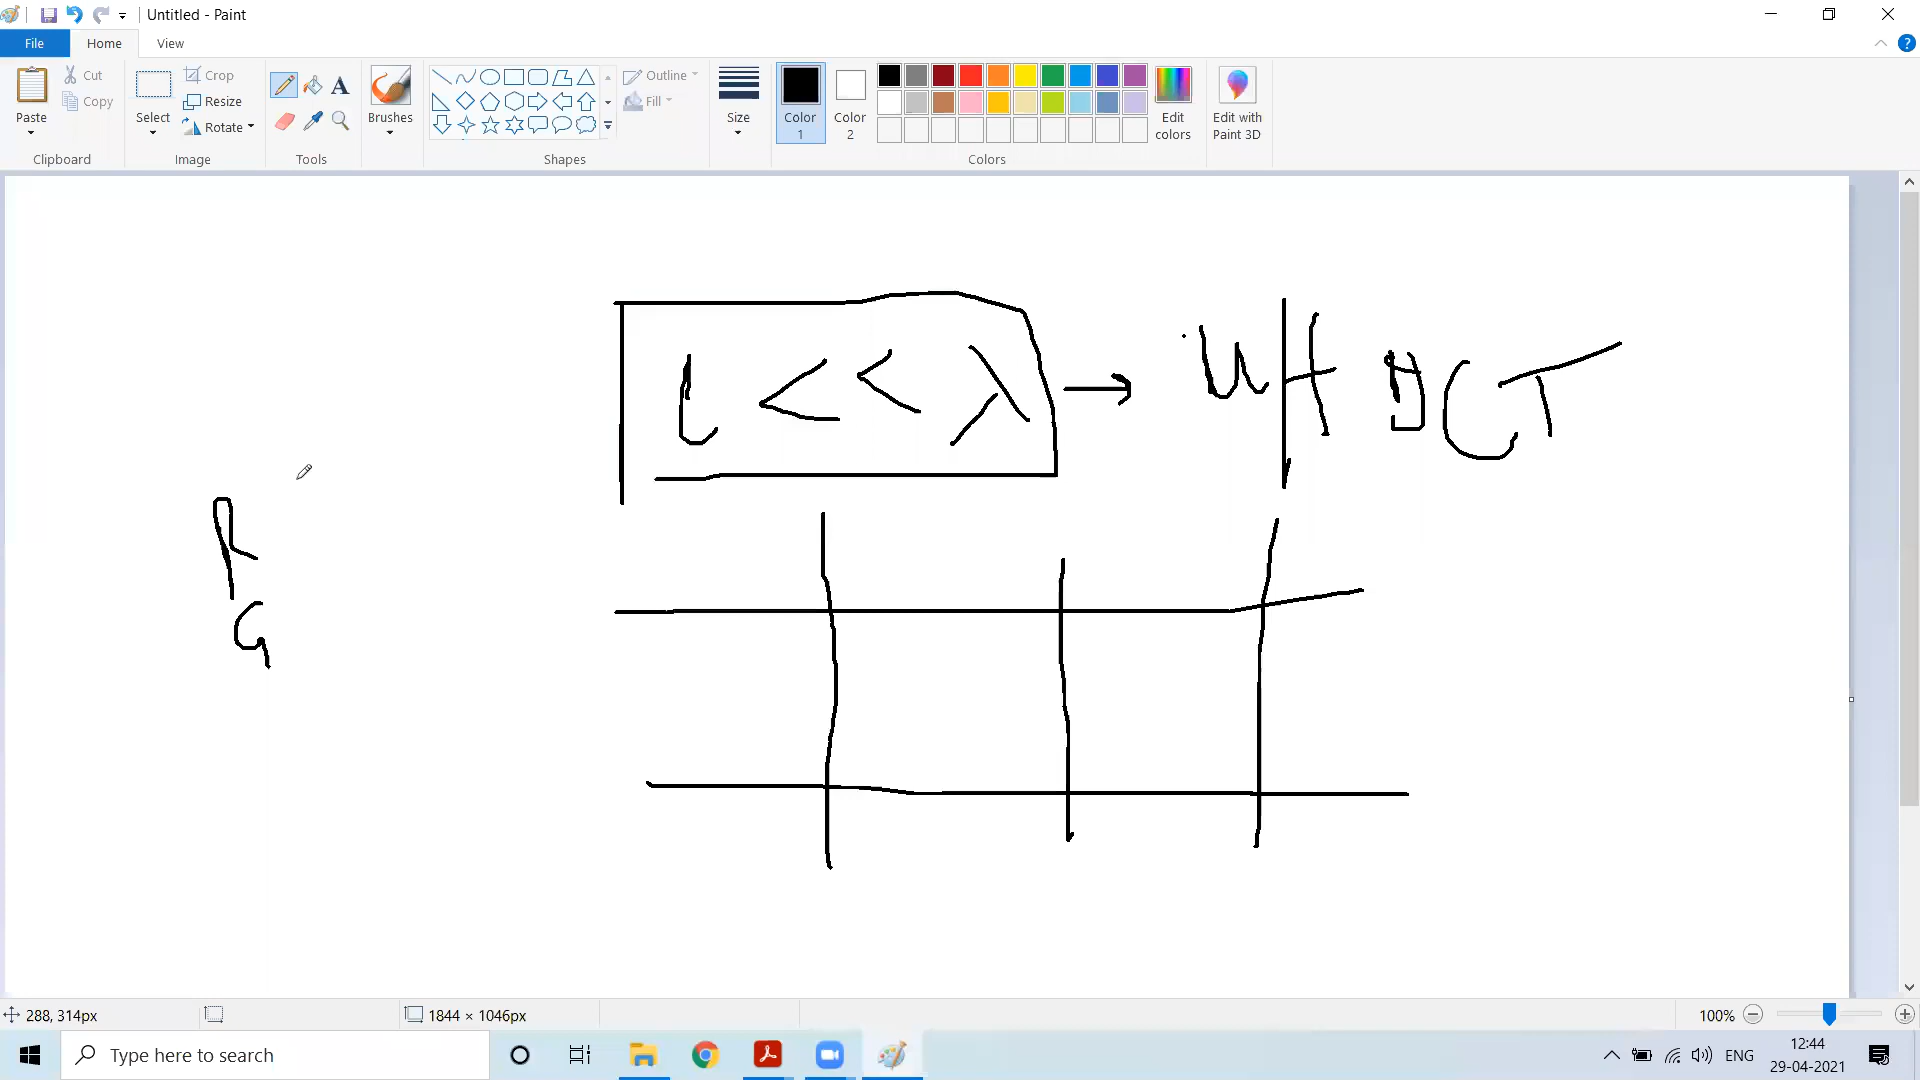 Untitled - Paint
File Home View
Paste
Cut
Copy
Clipboard
Select
Crop
Resize
Rotate
Image
Tools
Brushes
Shapes
Outline
Fill
Size
Color 1
Color 2
Colors
Edit colors
Edit with Paint 3D
l << λ →
R
G
288, 314px
1844 × 1046px
100%
Type here to search
ENG
12:44
29-04-2021